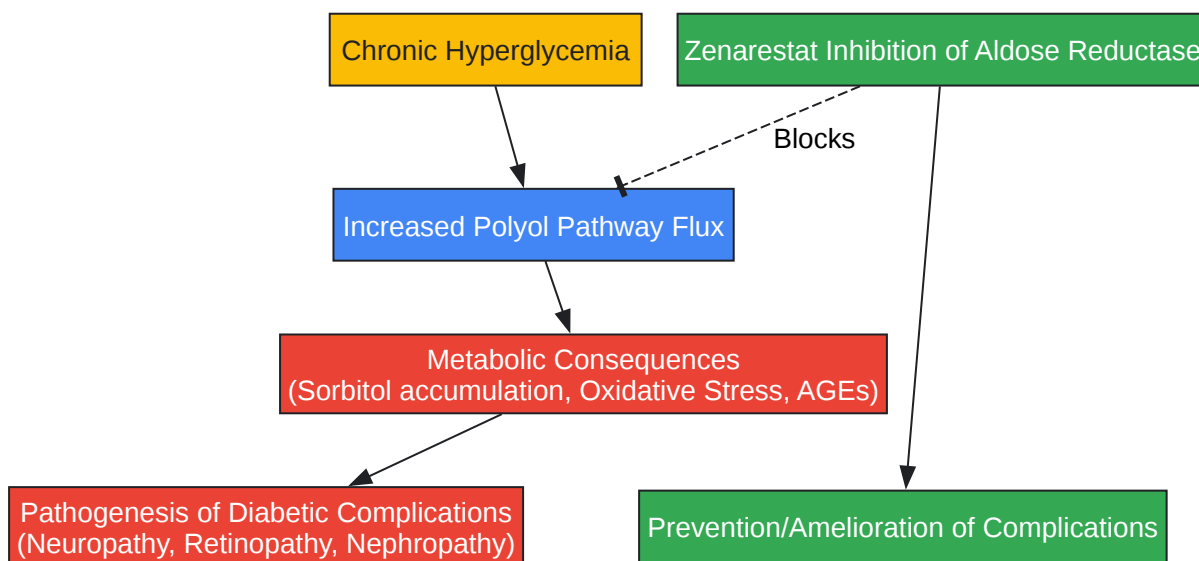 Chronic Hyperglycemia
Zenarestat Inhibition of Aldose Reductase
Blocks
Increased Polyol Pathway Flux
Metabolic Consequences
(Sorbitol accumulation, Oxidative Stress, AGEs)
Pathogenesis of Diabetic Complications
(Neuropathy, Retinopathy, Nephropathy)
Prevention/Amelioration of Complications